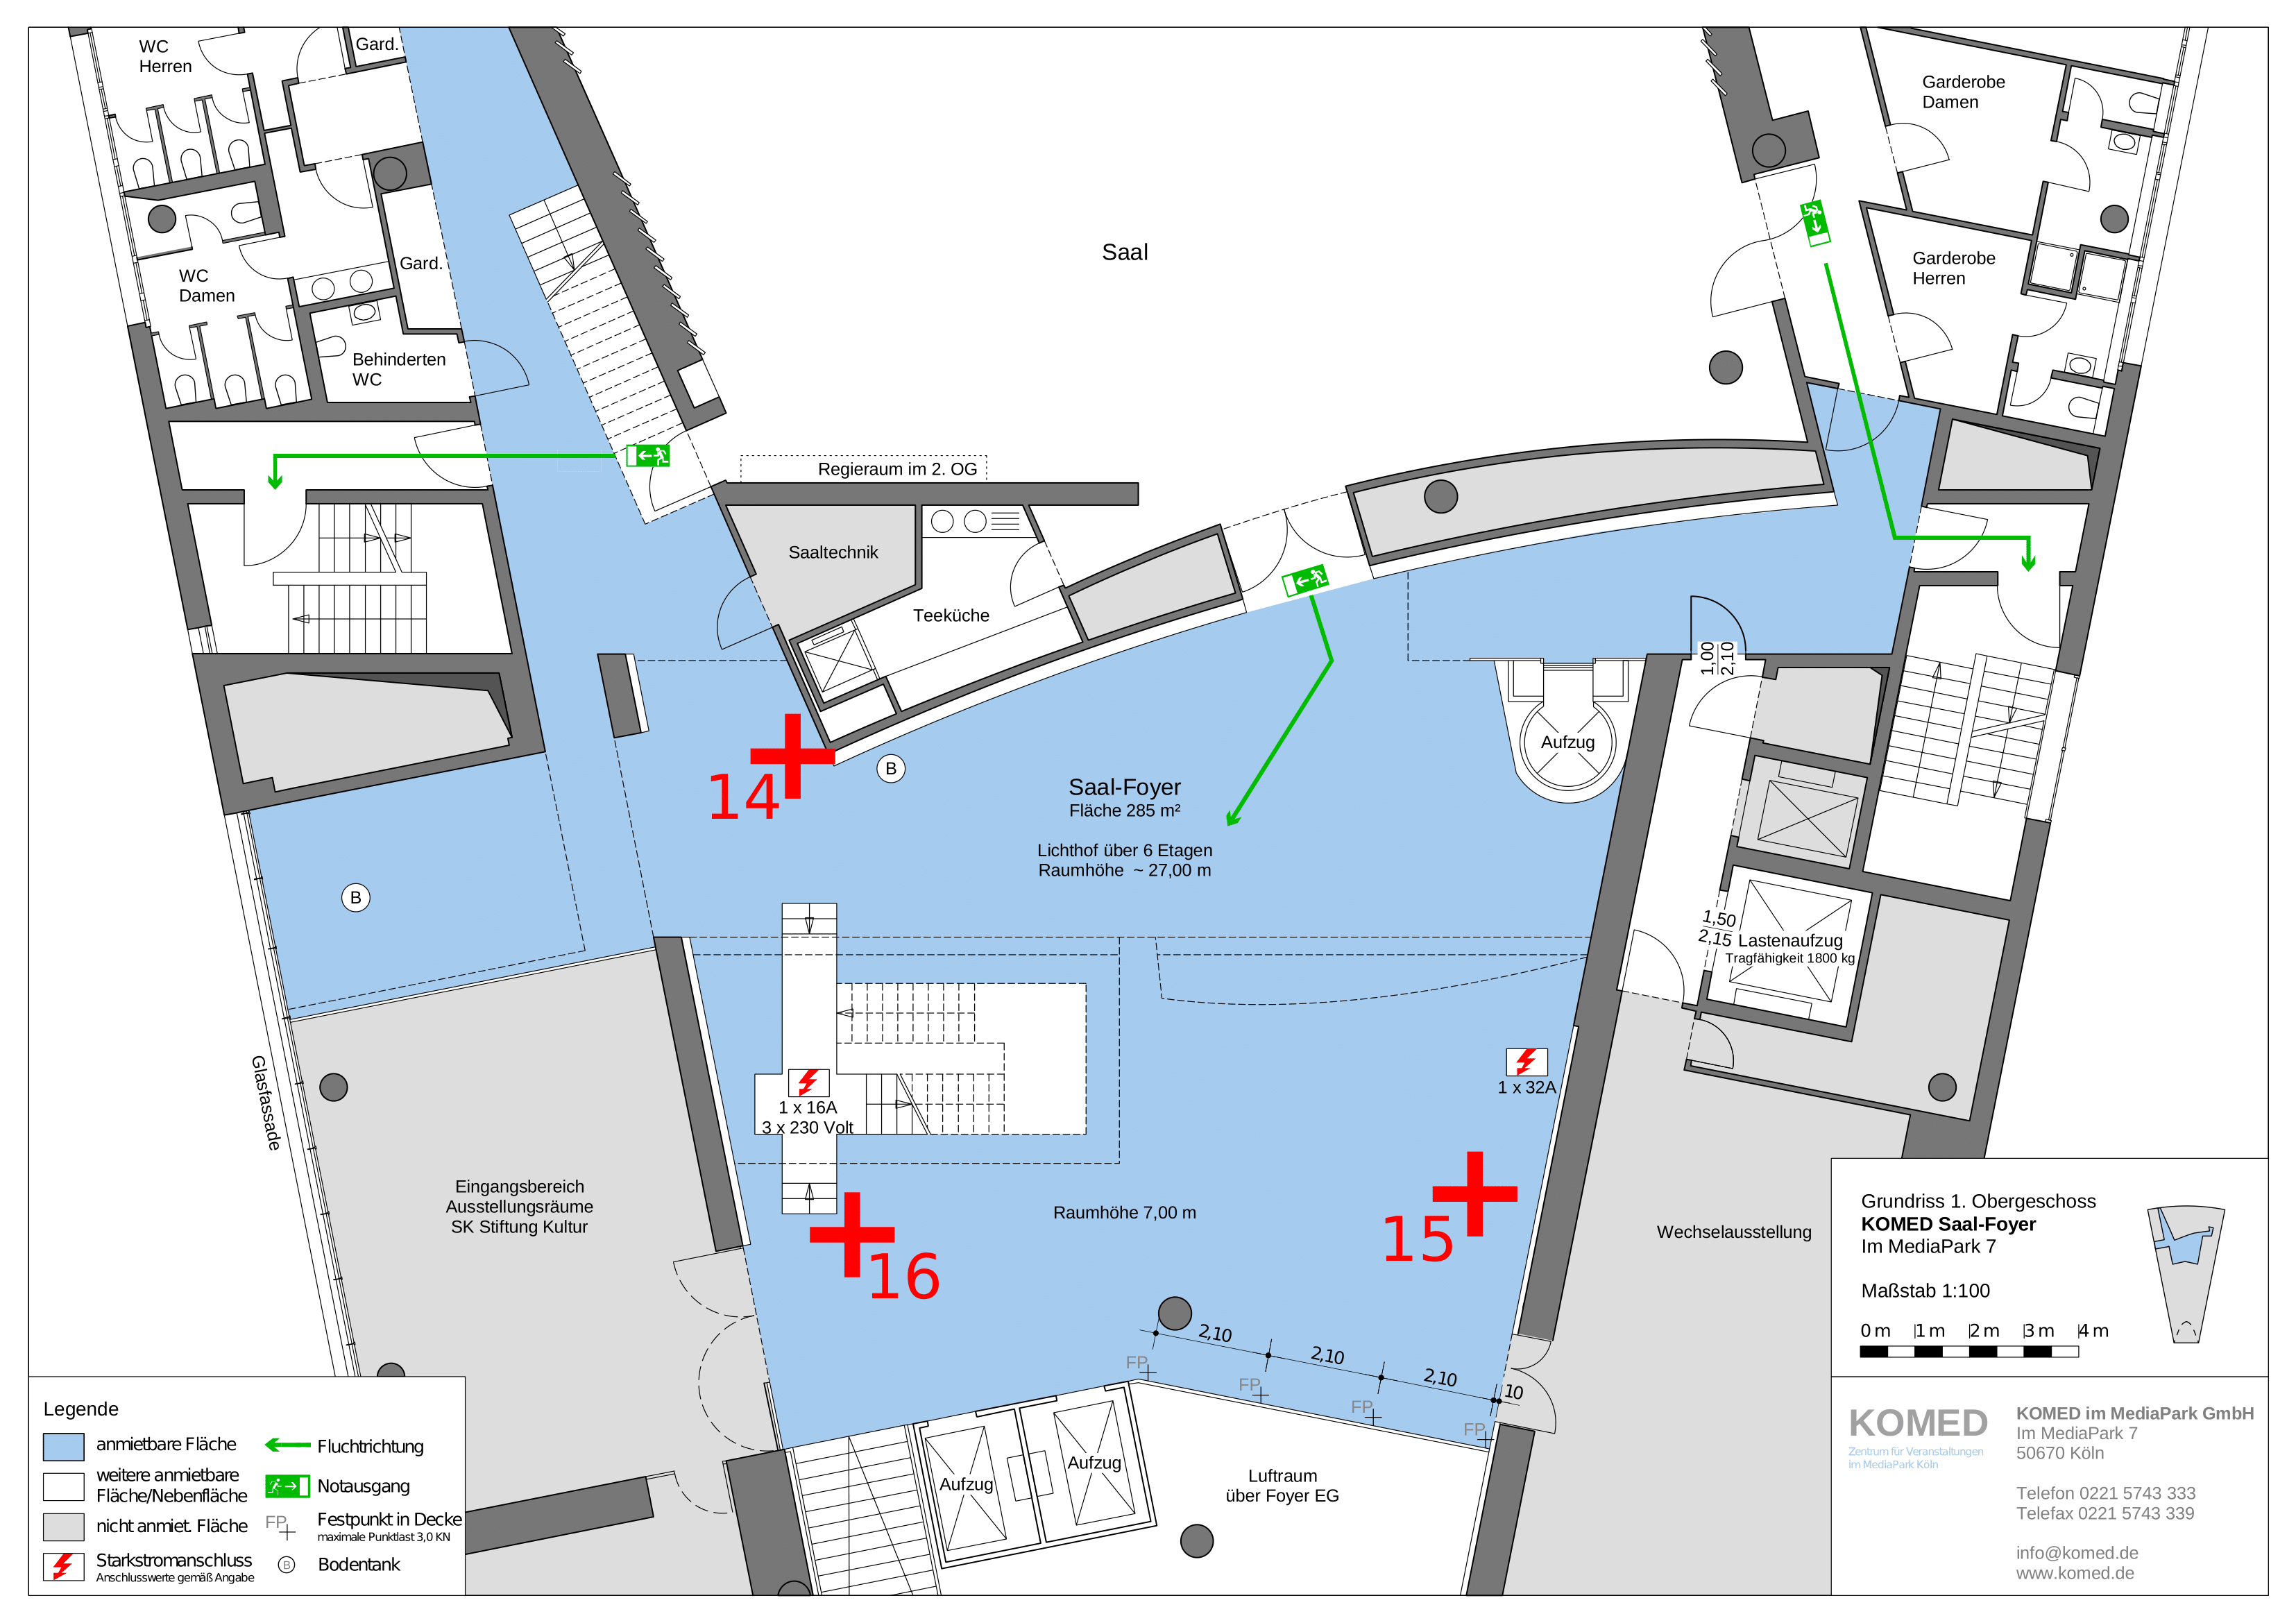 WC
Herren
Gard.
Garderobe
Damen
Saal
Gard.
WC
Damen
Garderobe
Herren
Behinderten
WC
Regieraum im 2. OG
Saaltechnik
Teeküche
1,00
2,10
Aufzug
14
B
Saal-Foyer
Fläche 285 m²
Lichthof über 6 Etagen
Raumhöhe ~ 27,00 m
B
1,50
2,15
Lastenaufzug
Tragfähigkeit 1800 kg
Glasfassade
1 x 16A
3 x 230 Volt
1 x 32A
Eingangsbereich
Ausstellungsräume
SK Stiftung Kultur
Raumhöhe 7,00 m
15
16
Wechselausstellung
2,10
2,10
2,10
10
FP
FP
FP
FP
Aufzug
Aufzug
Luftraum
über Foyer EG
Grundriss 1. Obergeschoss
KOMED Saal-Foyer
Im MediaPark 7
Maßstab 1:100
0 m 1 m 2 m 3 m 4 m
Legende
anmietbare Fläche
weitere anmietbare
Fläche/Nebenfläche
nicht anmiet. Fläche
Starkstromanschluss
Anschlusswerte gemäß Angabe
Fluchtrichtung
Notausgang
FP
Festpunkt in Decke
maximale Punktlast 3,0 KN
B
Bodentank
KOMED
Zentrum für Veranstaltungen
im MediaPark Köln
KOMED im MediaPark GmbH
Im MediaPark 7
50670 Köln
Telefon 0221 5743 333
Telefax 0221 5743 339
info@komed.de
www.komed.de